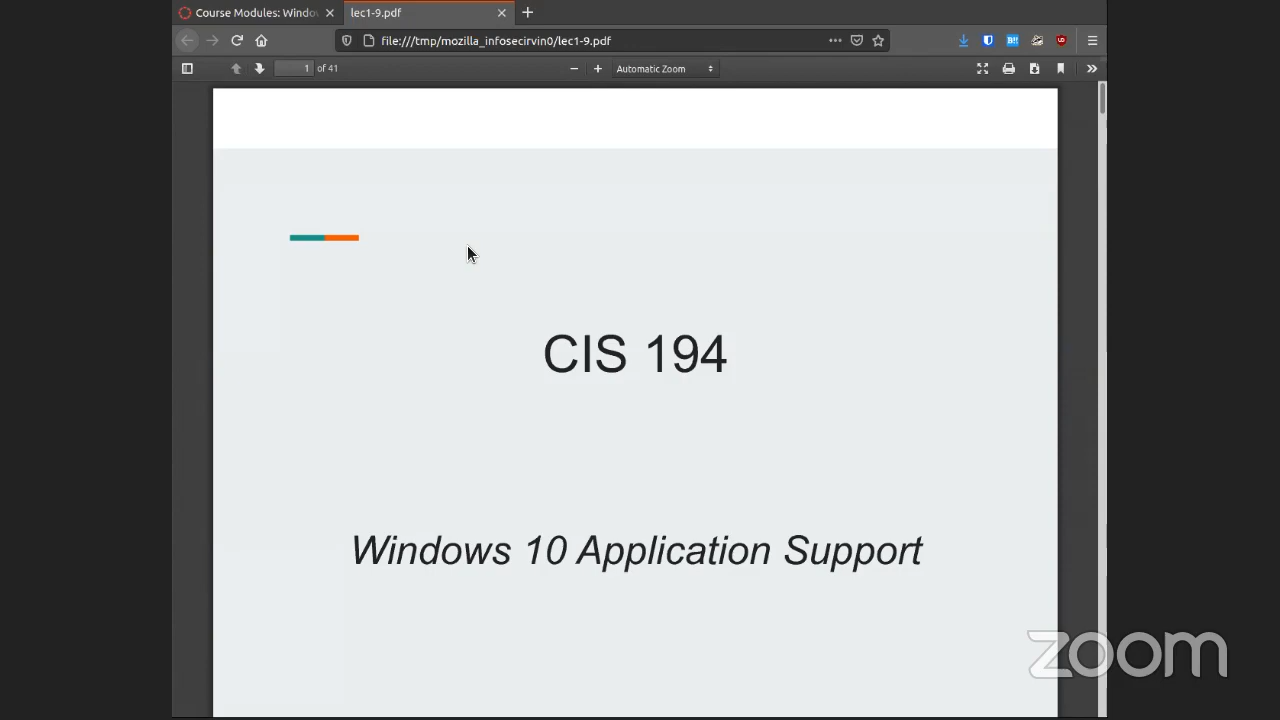 Course Modules: Windo
lec1-9.pdf
file:///tmp/mozilla_infosecirvin0/lec1-9.pdf
1 of 41
Automatic Zoom
CIS 194
Windows 10 Application Support
zoom